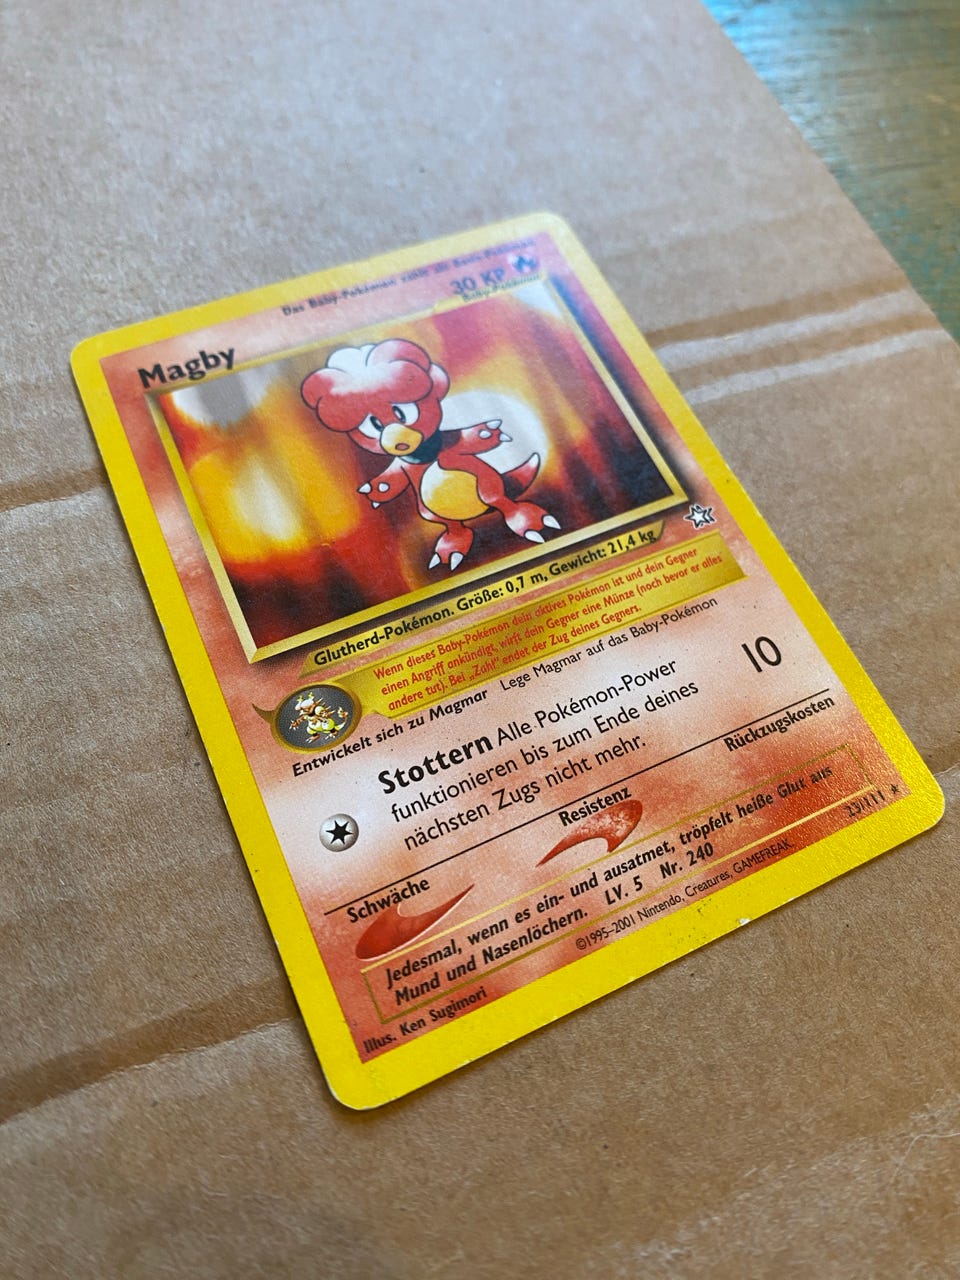 Das Baby-Pokémon zählt als Basis-Pokémon
Magby
30 KP
Baby-Pokémon
Glutherd-Pokémon. Größe: 0,7 m, Gewicht: 21,4 kg
Wenn dieses Baby-Pokémon dein aktives Pokémon ist und dein Gegner
einen Angriff ankündigt, wirft dein Gegner eine Münze (noch bevor er alles
andere tut). Bei „Zahl" endet der Zug deines Gegners.
Entwickelt sich zu Magmar Lege Magmar auf das Baby-Pokémon
Stottern Alle Pokémon-Power
funktionieren bis zum Ende deines
nächsten Zugs nicht mehr.
10
Schwäche
Resistenz
Rückzugskosten
Jedesmal, wenn es ein- und ausatmet, tröpfelt heiße Glut aus
Mund und Nasenlöchern. LV. 5 Nr. 240
Illus. Ken Sugimori
©1995–2001 Nintendo, Creatures, GAMEFREAK.
23/111 ★